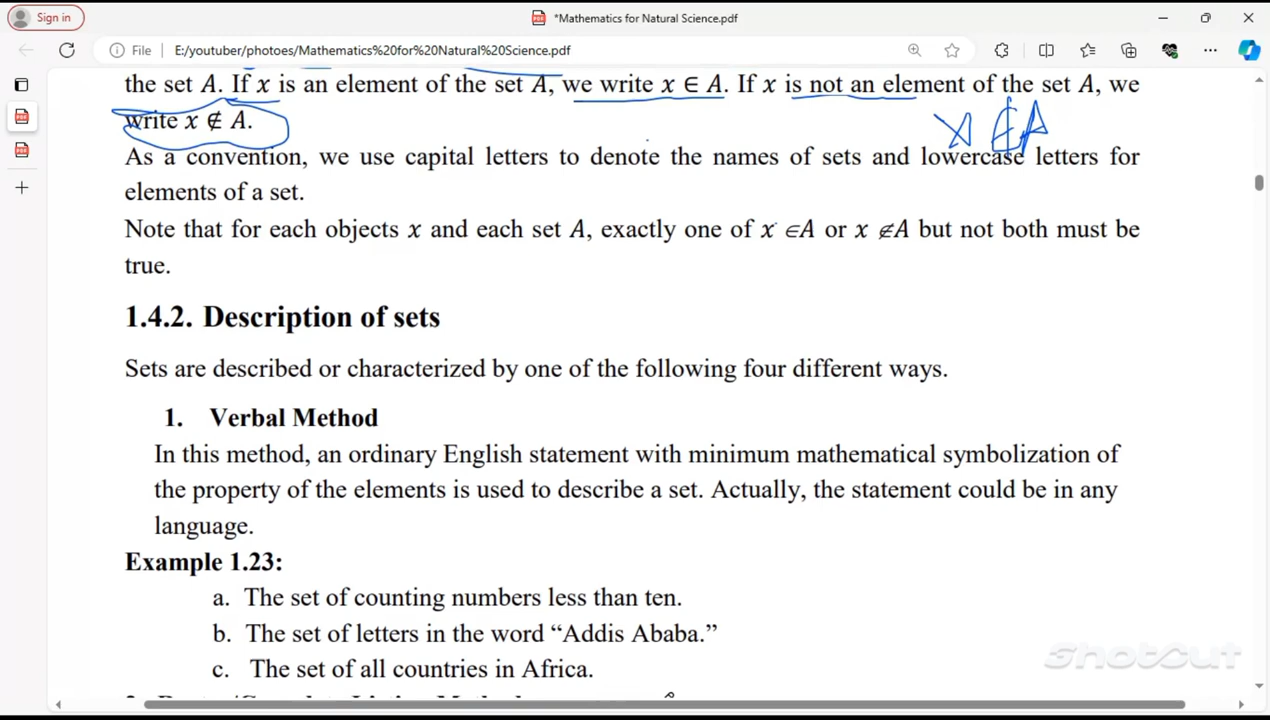 Sign in
*Mathematics for Natural Science.pdf
File E:/youtuber/photoes/Mathematics%20for%20Natural%20Science.pdf
the set A. If x is an element of the set A, we write x ∈ A. If x is not an element of the set A, we
write x ∉ A.
x ∉ A
As a convention, we use capital letters to denote the names of sets and lowercase letters for
elements of a set.
Note that for each objects x and each set A, exactly one of x ∈A or x ∉A but not both must be
true.
1.4.2. Description of sets
Sets are described or characterized by one of the following four different ways.
1. Verbal Method
In this method, an ordinary English statement with minimum mathematical symbolization of
the property of the elements is used to describe a set. Actually, the statement could be in any
language.
Example 1.23:
a. The set of counting numbers less than ten.
b. The set of letters in the word “Addis Ababa.”
c. The set of all countries in Africa.
Shotcut